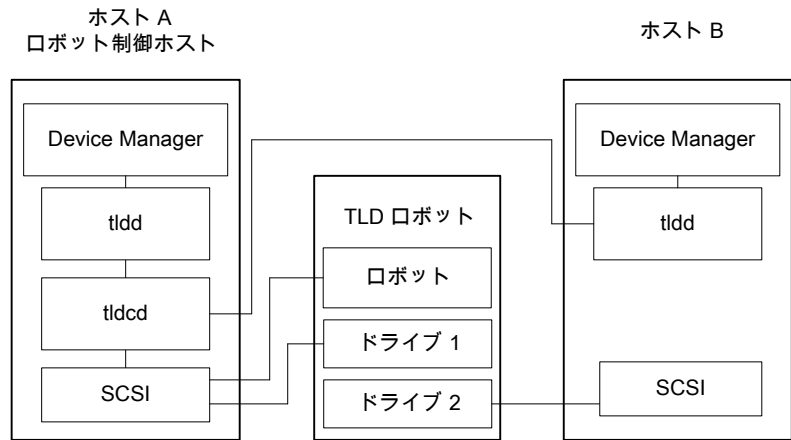 ホスト A
ロボット制御ホスト
ホスト B
Device Manager
tldd
tldcd
SCSI
TLD ロボット
ロボット
ドライブ 1
ドライブ 2
Device Manager
tldd
SCSI